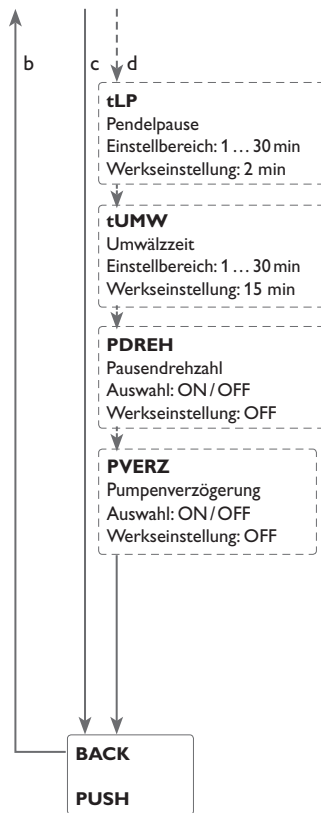 b
c
d
tLP
Pendelpause
Einstellbereich: 1 … 30 min
Werkseinstellung: 2 min
tUMW
Umwälzzeit
Einstellbereich: 1 … 30 min
Werkseinstellung: 15 min
PDREH
Pausendrehzahl
Auswahl: ON / OFF
Werkseinstellung: OFF
PVERZ
Pumpenverzögerung
Auswahl: ON / OFF
Werkseinstellung: OFF
BACK
PUSH